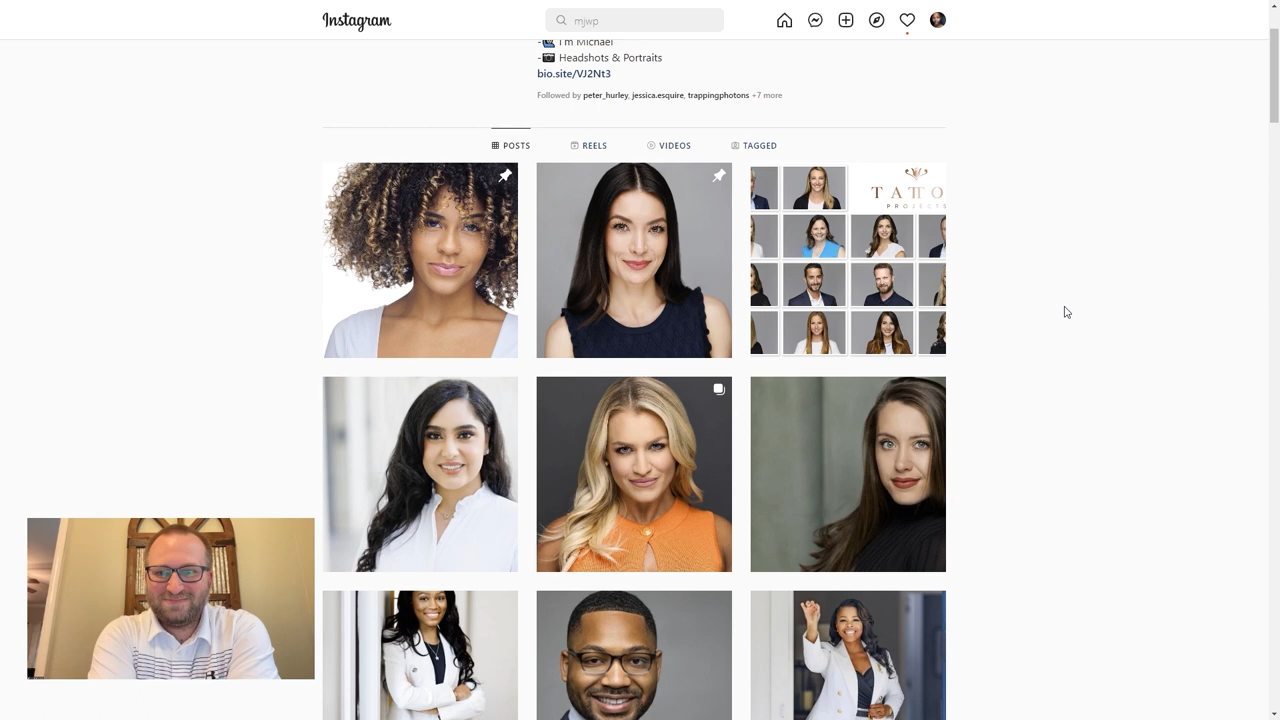 Instagram
mjwp
- I'm Michael
- Headshots & Portraits
bio.site/VJ2Nt3
Followed by peter_hurley, jessica.esquire, trappingphotons +7 more
POSTS
REELS
VIDEOS
TAGGED
TATTO
PROJECTS